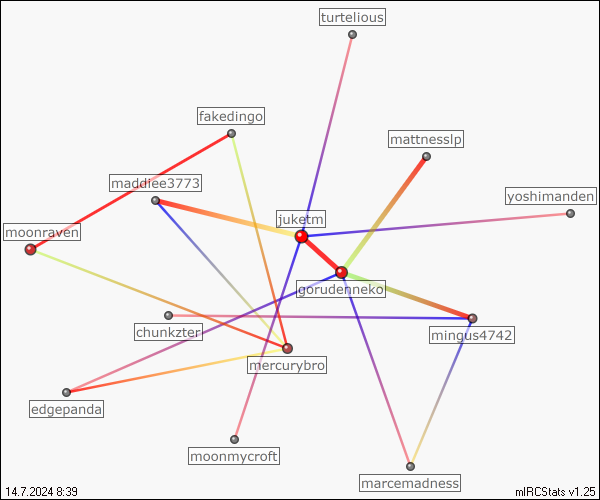 turtelious
fakedingo
mattnesslp
maddiee3773
yoshimanden
juketm
moonraven
gorudenneko
chunkzter
mingus4742
mercurybro
edgepanda
moonmycroft
marcemadness
14.7.2024 8:39
mIRCStats v1.25